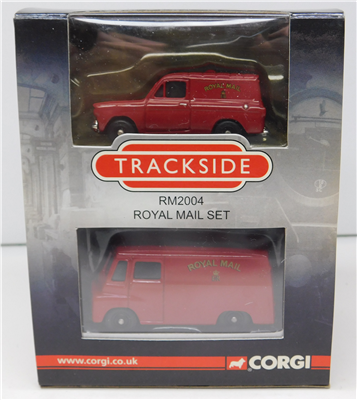 ROYAL MAIL
TRACKSIDE
RM2004
ROYAL MAIL SET
ROYAL MAIL
www.corgi.co.uk
CORGI